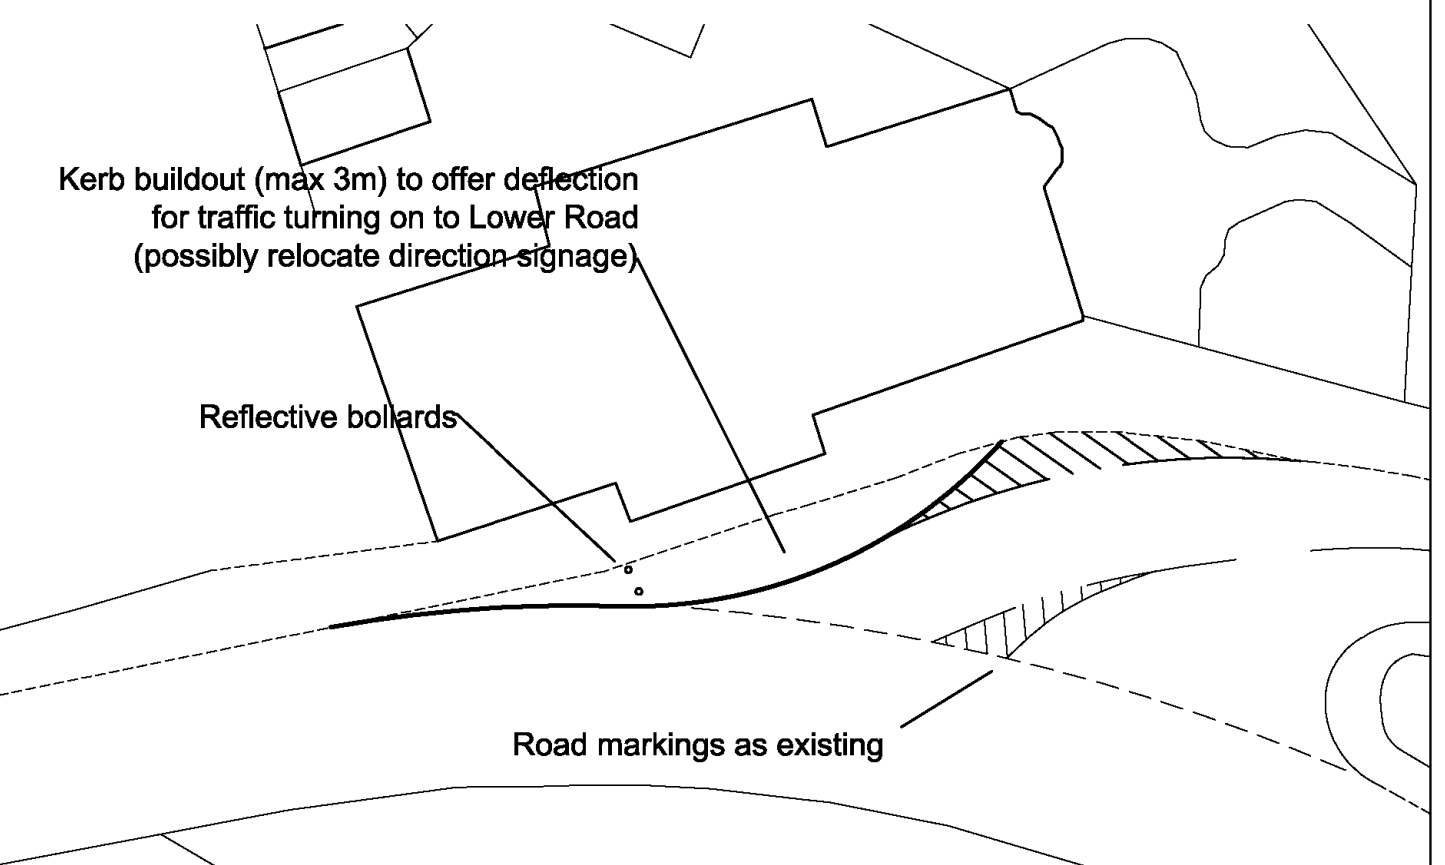 Kerb buildout (max 3m) to offer deflection
for traffic turning on to Lower Road
(possibly relocate direction signage)
Reflective bollards
Road markings as existing